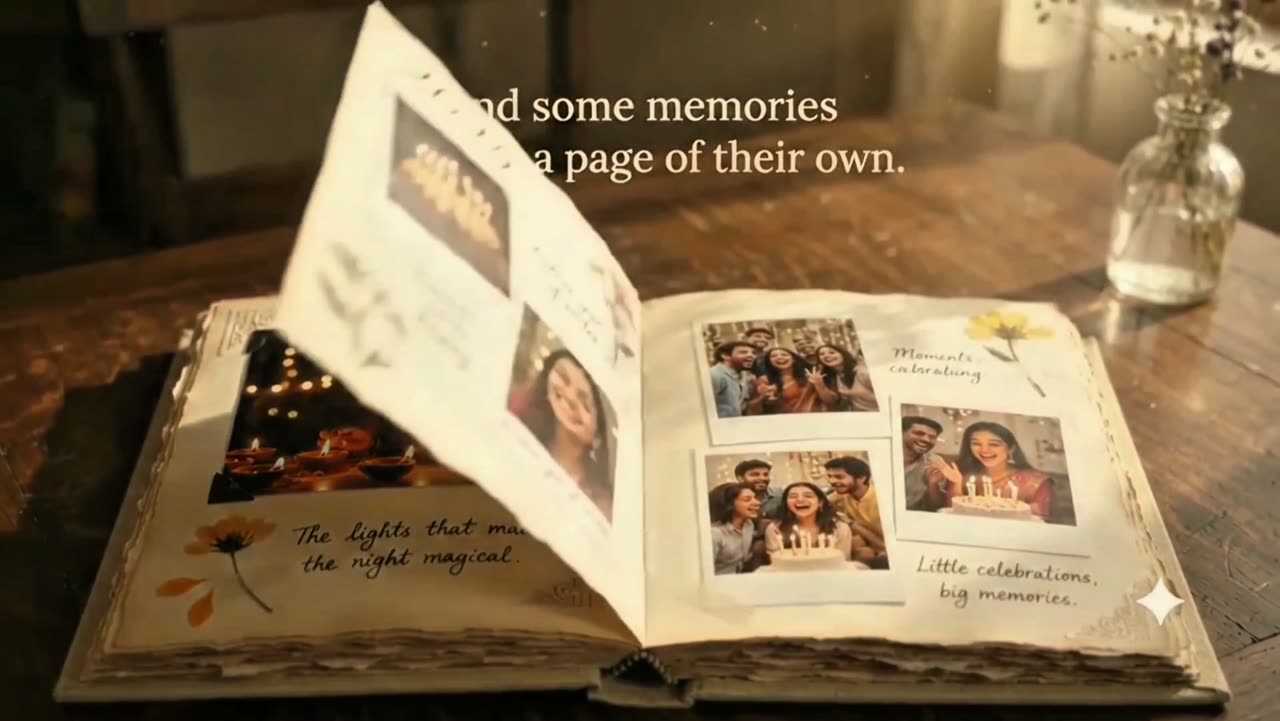 nd some memories
a page of their own.
The lights that ma
the night magical.
Moments
calorating
Little celebrations,
big memories.